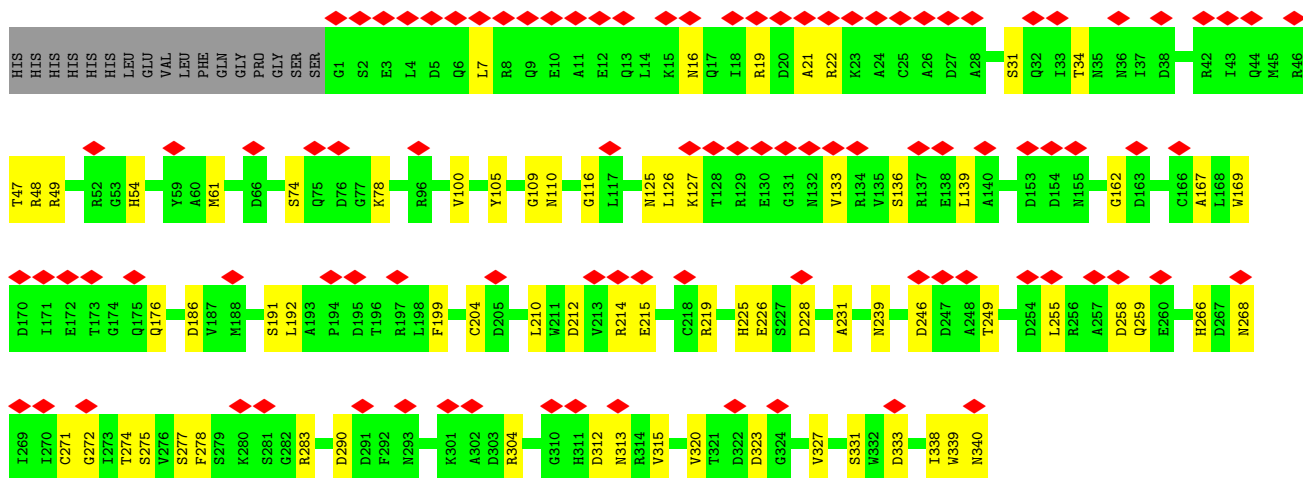 HIS HIS HIS HIS HIS HIS LEU GLU VAL LEU PHE GLN GLY PRO GLY SER SER G1 S2 E3 L4 D5 Q6 L7 R8 Q9 E10 A11 E12 Q13 L14 K15 N16 Q17 I18 R19 D20 A21 R22 K23 A24 C25 A26 D27 A28 S31 Q32 I33 T34 N35 N36 I37 D38 R42 I43 Q44 M45 R46
T47 R48 R49 R52 G53 H54 Y59 A60 M61 D66 S74 Q75 D76 G77 K78 R96 V100 Y105 G109 N110 G116 L117 N125 L126 K127 T128 R129 E130 G131 N132 V133 R134 V135 S136 R137 E138 L139 A140 D153 D154 N155 G162 D163 C166 A167 L168 W169
D170 I171 E172 T173 G174 Q175 Q176 D186 V187 M188 S191 L192 A193 P194 D195 T196 R197 L198 F199 C204 D205 L210 W211 D212 V213 R214 E215 C218 R219 H225 E226 S227 D228 A231 N239 D246 D247 A248 T249 D254 L255 R256 A257 D258 Q259 E260 H266 D267 N268
I269 I270 C271 G272 I273 T274 S275 V276 S277 F278 S279 K280 S281 G282 R283 D290 D291 F292 N293 K301 A302 D303 R304 G310 H311 D312 N313 R314 V315 V320 T321 D322 D323 G324 V327 S331 W332 D333 I338 W339 N340